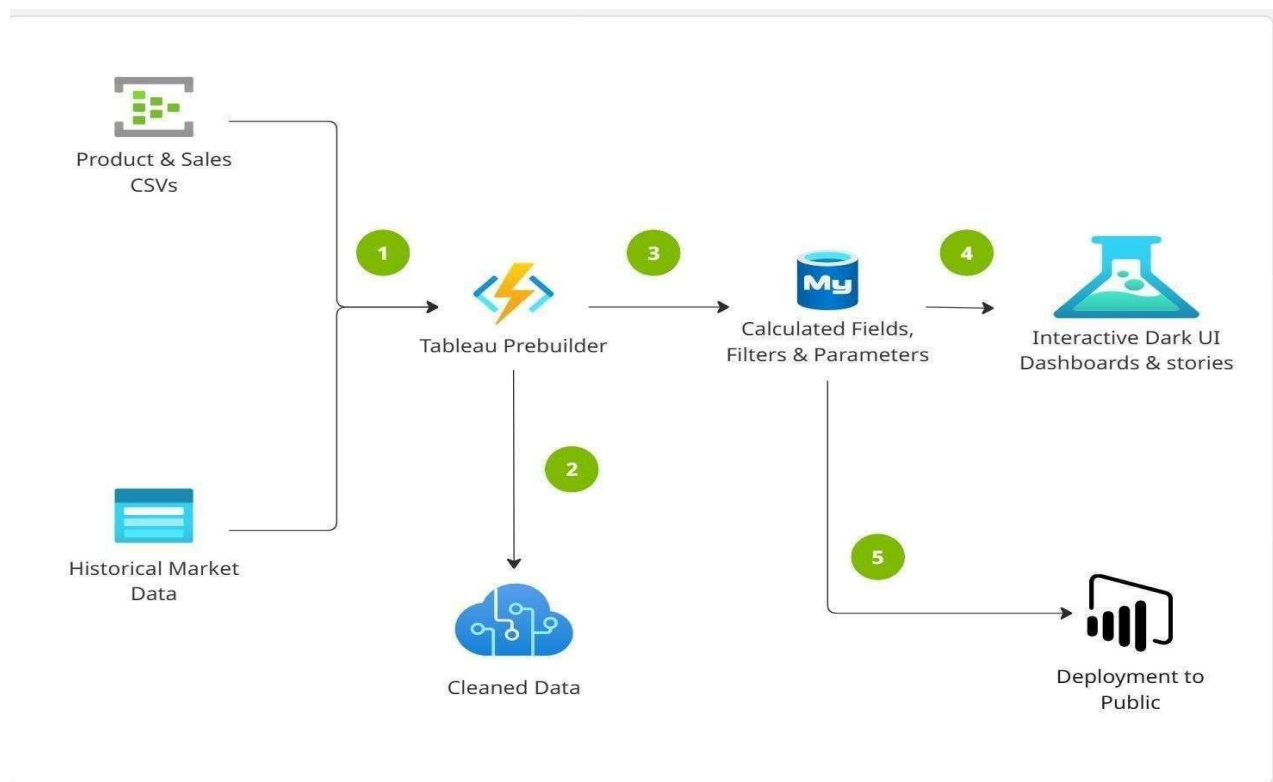 Product & Sales
CSVs
1
3
4
My
Tableau Prebuilder
Calculated Fields,
Filters & Parameters
Interactive Dark UI
Dashboards & stories
2
Historical Market
Data
5
Cleaned Data
Deployment to
Public